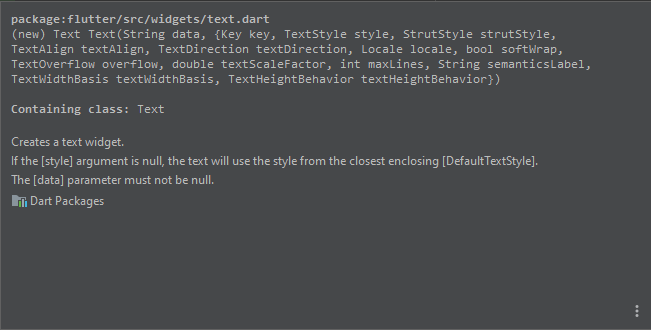 package:flutter/src/widgets/text.dart
(new) Text Text(String data, {Key key, TextStyle style, StrutStyle strutStyle,
TextAlign textAlign, TextDirection textDirection, Locale locale, bool softWrap,
TextOverflow overflow, double textScaleFactor, int maxLines, String semanticsLabel,
TextWidthBasis textWidthBasis, TextHeightBehavior textHeightBehavior})
Containing class: Text
Creates a text widget.
If the [style] argument is null, the text will use the style from the closest enclosing [DefaultTextStyle].
The [data] parameter must not be null.
Dart Packages